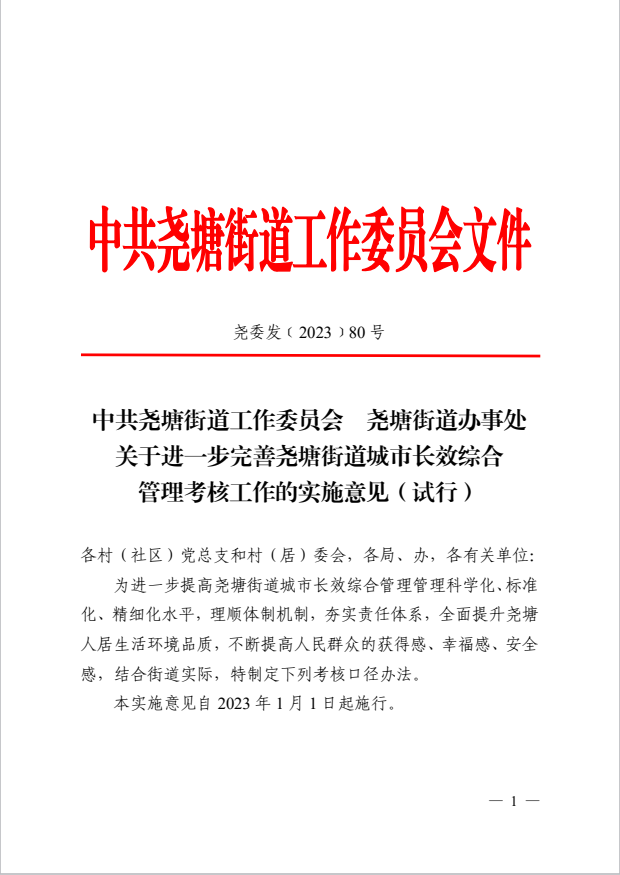 中共尧塘街道工作委员会文件
尧委发﹝2023﹞80号
中共尧塘街道工作委员会　尧塘街道办事处
关于进一步完善尧塘街道城市长效综合
管理考核工作的实施意见（试行）
各村（社区）党总支和村（居）委会，各局、办，各有关单位：
为进一步提高尧塘街道城市长效综合管理管理科学化、标准
化、精细化水平，理顺体制机制，夯实责任体系，全面提升尧塘
人居生活环境品质，不断提高人民群众的获得感、幸福感、安全
感，结合街道实际，特制定下列考核口径办法。
本实施意见自 2023 年 1 月 1 日起施行。
— 1 —